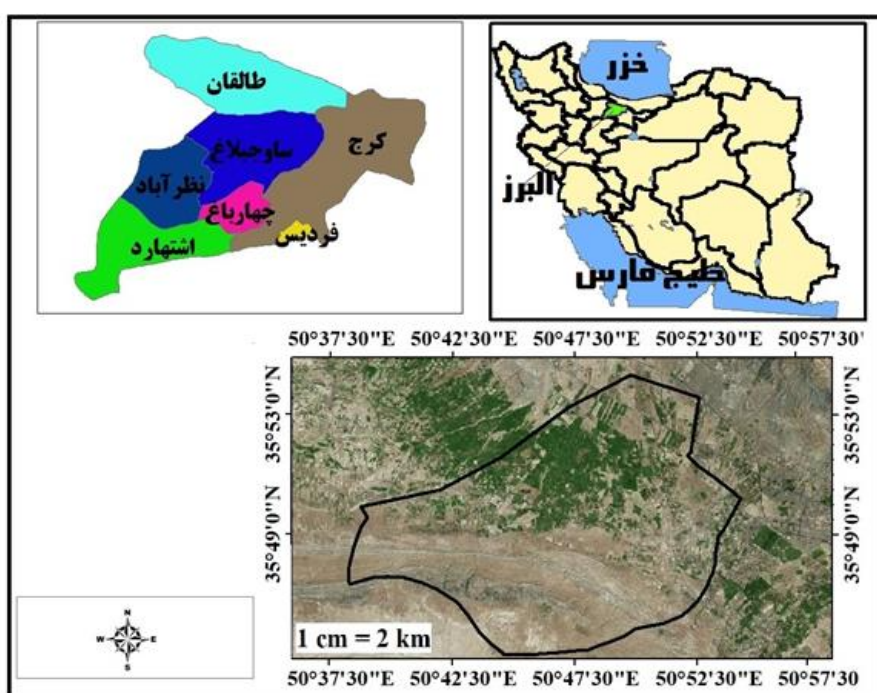 طالقان
کرج
ساوجبلاغ
نظرآباد
چهارباغ
فردیس
اشتهارد
خزر
البرز
خلیج فارس
50°37'30"E 50°42'30"E 50°47'30"E 50°52'30"E 50°57'30
35°53'0"N
35°53'0"N
35°49'0"N
35°49'0"N
1 cm = 2 km
50°37'30"E 50°42'30"E 50°47'30"E 50°52'30"E 50°57'30
N
W E
S